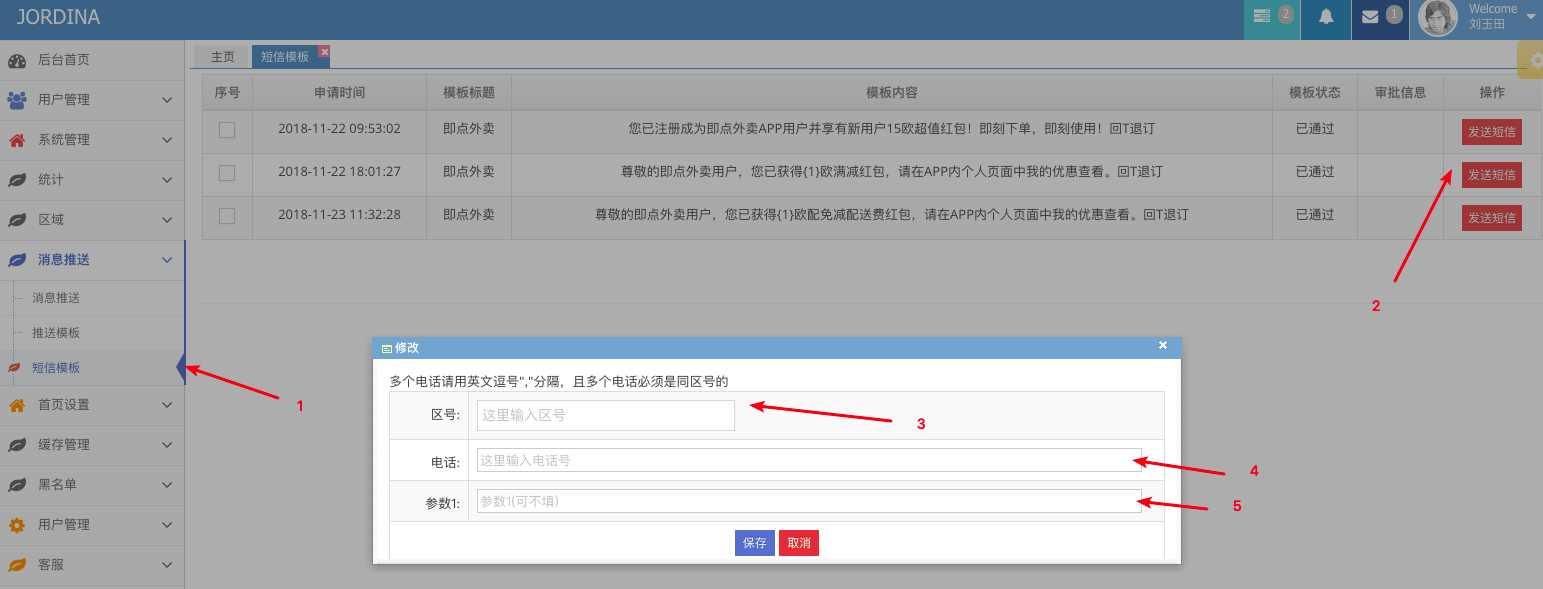 JORDINA
2
1
Welcome
刘玉田
后台首页
用户管理
系统管理
统计
区域
消息推送
消息推送
推送模板
短信模板
首页设置
缓存管理
黑名单
用户管理
客服
主页
短信模板
序号 申请时间 模板标题 模板内容 模板状态 审批信息 操作
2018-11-22 09:53:02 即点外卖 您已注册成为即点外卖APP用户并享有新用户15欧超值红包！即刻下单，即刻使用！回T退订 已通过 发送短信
2018-11-22 18:01:27 即点外卖 尊敬的即点外卖用户，您已获得{1}欧满减红包，请在APP内个人页面中我的优惠查看。回T退订 已通过 发送短信
2018-11-23 11:32:28 即点外卖 尊敬的即点外卖用户，您已获得{1}欧配免减配送费红包，请在APP内个人页面中我的优惠查看。回T退订 已通过 发送短信
1
2
修改
多个电话请用英文逗号","分隔，且多个电话必须是同区号的
区号: 这里输入区号
3
电话: 这里输入电话号
4
参数1: 参数1(可不填)
5
保存 取消